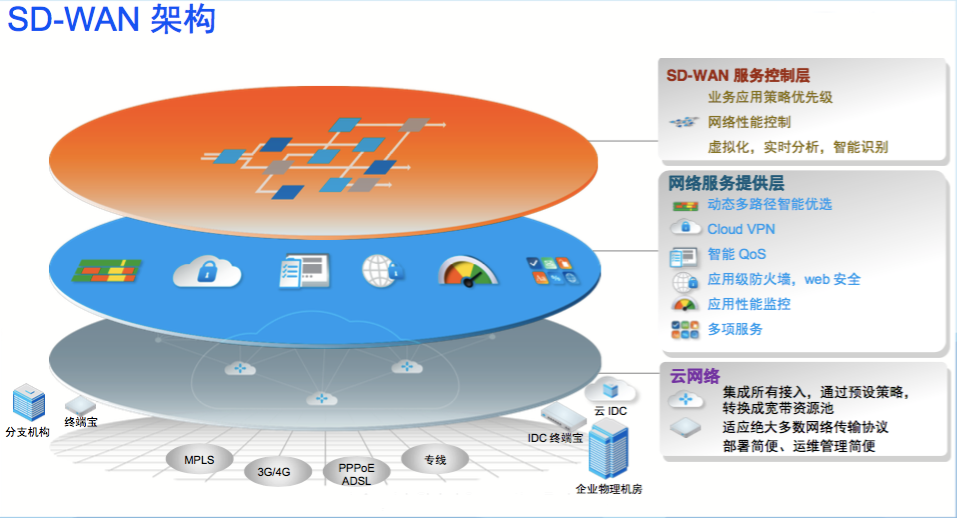 SD-WAN 架构
SD-WAN 服务控制层
业务应用策略优先级
网络性能控制
虚拟化，实时分析，智能识别
网络服务提供层
动态多路径智能优选
Cloud VPN
智能 QoS
应用级防火墙，web 安全
应用性能监控
多项服务
云网络
集成所有接入，通过预设策略，
转换成宽带资源池
适应绝大多数网络传输协议
部署简便、运维管理简便
分支机构
终端宝
云 IDC
IDC 终端宝
企业物理机房
MPLS
3G/4G
PPPoE
ADSL
专线